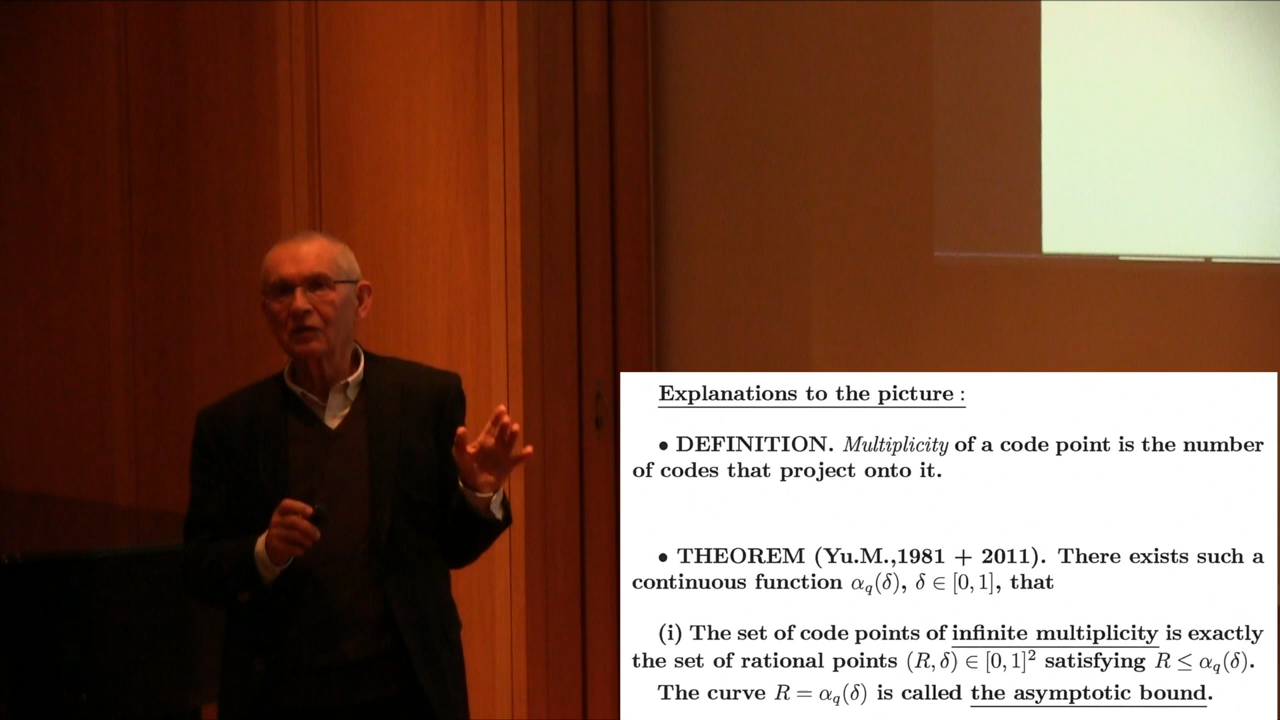 Explanations to the picture :
• DEFINITION. Multiplicity of a code point is the number
of codes that project onto it.
• THEOREM (Yu.M.,1981 + 2011). There exists such a
continuous function α_q(δ), δ ∈ [0, 1], that
(i) The set of code points of infinite multiplicity is exactly
the set of rational points (R, δ) ∈ [0, 1]² satisfying R ≤ α_q(δ).
The curve R = α_q(δ) is called the asymptotic bound.